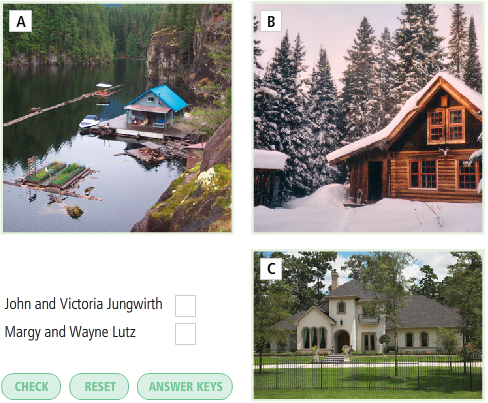 A
B
C
John and Victoria Jungwirth
Margy and Wayne Lutz
CHECK
RESET
ANSWER KEYS